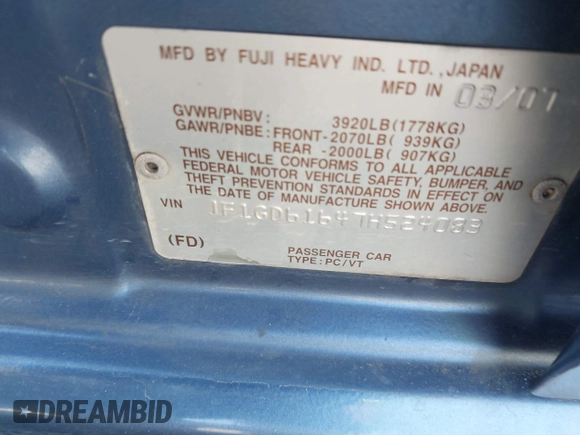 MFD BY FUJI HEAVY IND. LTD., JAPAN
MFD IN 03/07
GVWR/PNBV: 3920LB(1778KG)
GAWR/PNBE: FRONT-2070LB( 939KG)
REAR -2000LB( 907KG)
THIS VEHICLE CONFORMS TO ALL APPLICABLE
FEDERAL MOTOR VEHICLE SAFETY, BUMPER, AND
THEFT PREVENTION STANDARDS IN EFFECT ON
THE DATE OF MANUFACTURE SHOWN ABOVE.
VIN JF1GD61647H524083
(FD)
PASSENGER CAR
TYPE:PC/VT
DREAMBID